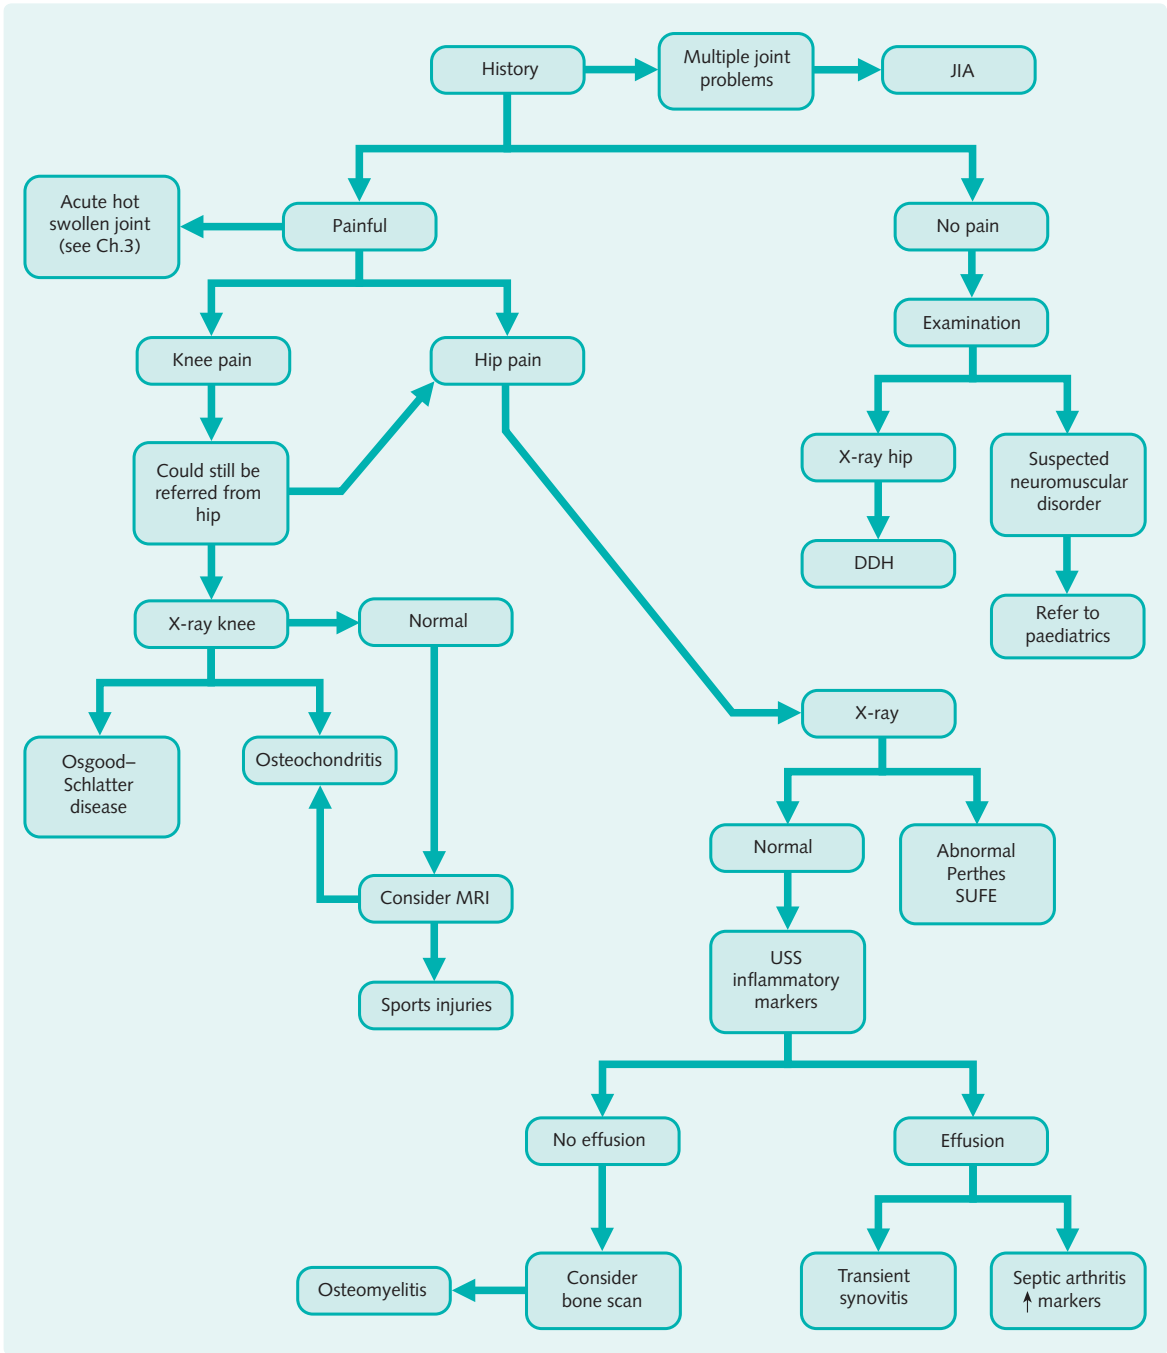 History
Multiple joint
problems
JIA
Acute hot
swollen joint
(see Ch.3)
Painful
No pain
Examination
Knee pain
Hip pain
Could still be
referred from
hip
X-ray hip
Suspected
neuromuscular
disorder
DDH
Refer to
paediatrics
X-ray knee
Normal
X-ray
Osgood–
Schlatter
disease
Osteochondritis
Normal
Abnormal
Perthes
SUFE
Consider MRI
USS
inflammatory
markers
Sports injuries
No effusion
Effusion
Osteomyelitis
Consider
bone scan
Transient
synovitis
Septic arthritis
↑ markers